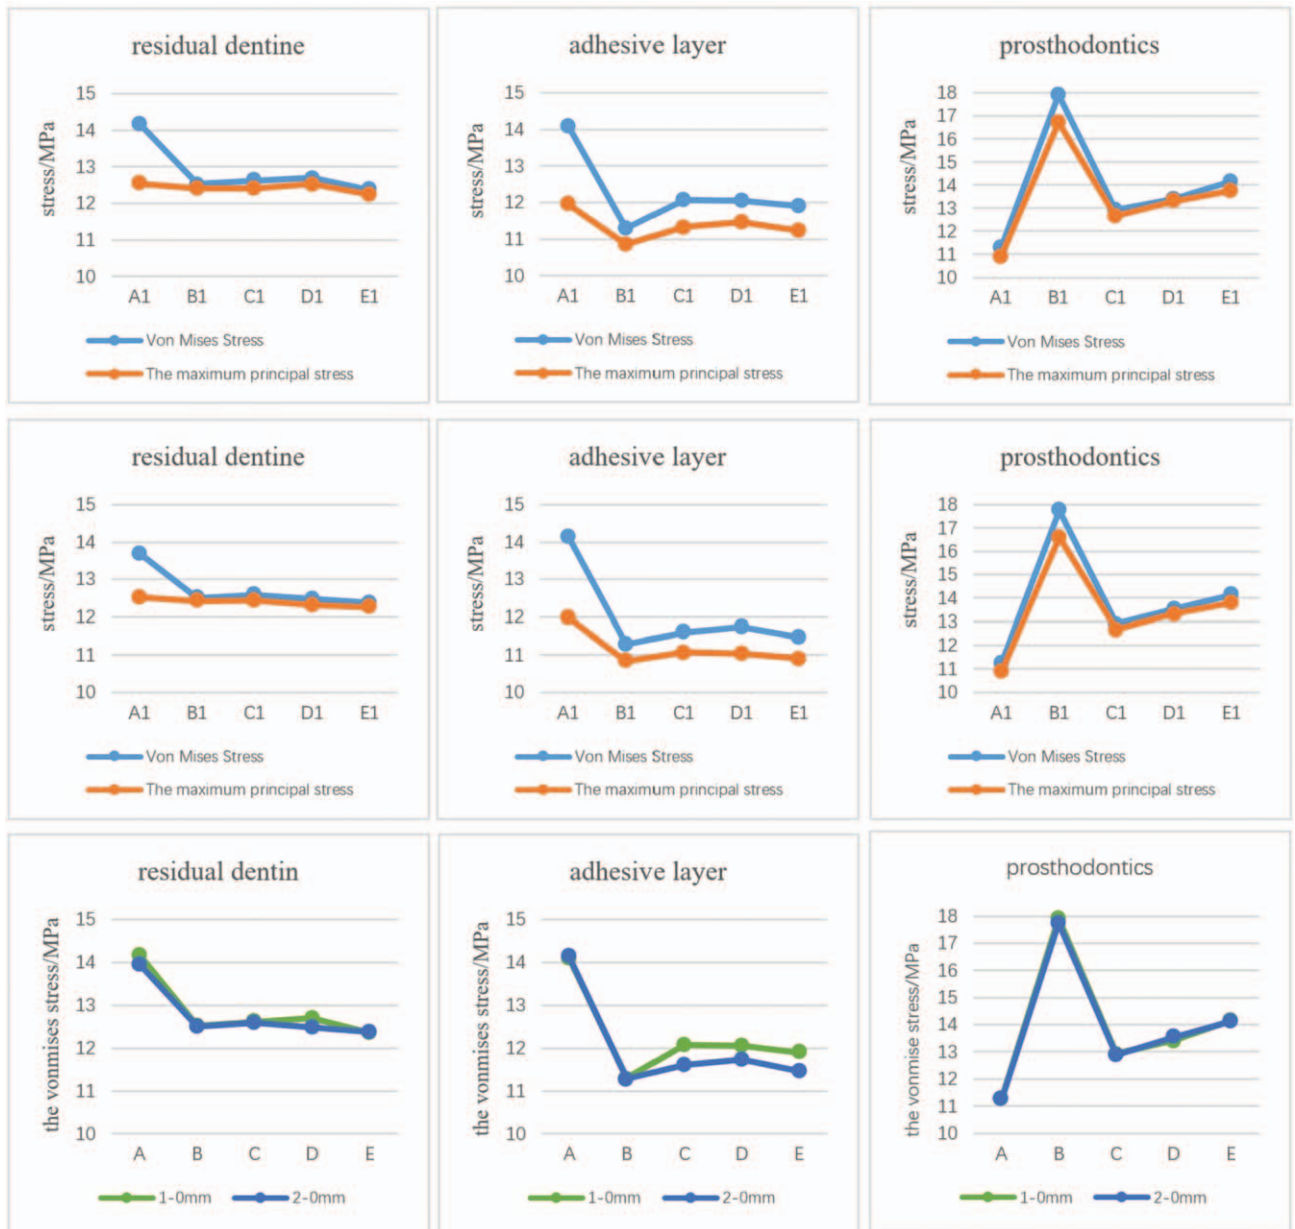 residual dentine
stress/MPa
15
14
13
12
11
10
A1 B1 C1 D1 E1
Von Mises Stress
The maximum principal stress
adhesive layer
stress/MPa
15
14
13
12
11
10
A1 B1 C1 D1 E1
Von Mises Stress
The maximum principal stress
prosthodontics
stress/MPa
18
17
16
15
14
13
12
11
10
A1 B1 C1 D1 E1
Von Mises Stress
The maximum principal stress
residual dentine
stress/MPa
15
14
13
12
11
10
A1 B1 C1 D1 E1
Von Mises Stress
The maximum principal stress
adhesive layer
stress/MPa
15
14
13
12
11
10
A1 B1 C1 D1 E1
Von Mises Stress
The maximum principal stress
prosthodontics
stress/MPa
18
17
16
15
14
13
12
11
10
A1 B1 C1 D1 E1
Von Mises Stress
The maximum principal stress
residual dentin
the vonmises stress/MPa
15
14
13
12
11
10
A B C D E
1-0mm 2-0mm
adhesive layer
the vonmises stress/MPa
15
14
13
12
11
10
A B C D E
1-0mm 2-0mm
prosthodontics
the vonmise stress/MPa
18
17
16
15
14
13
12
11
10
A B C D E
1-0mm 2-0mm